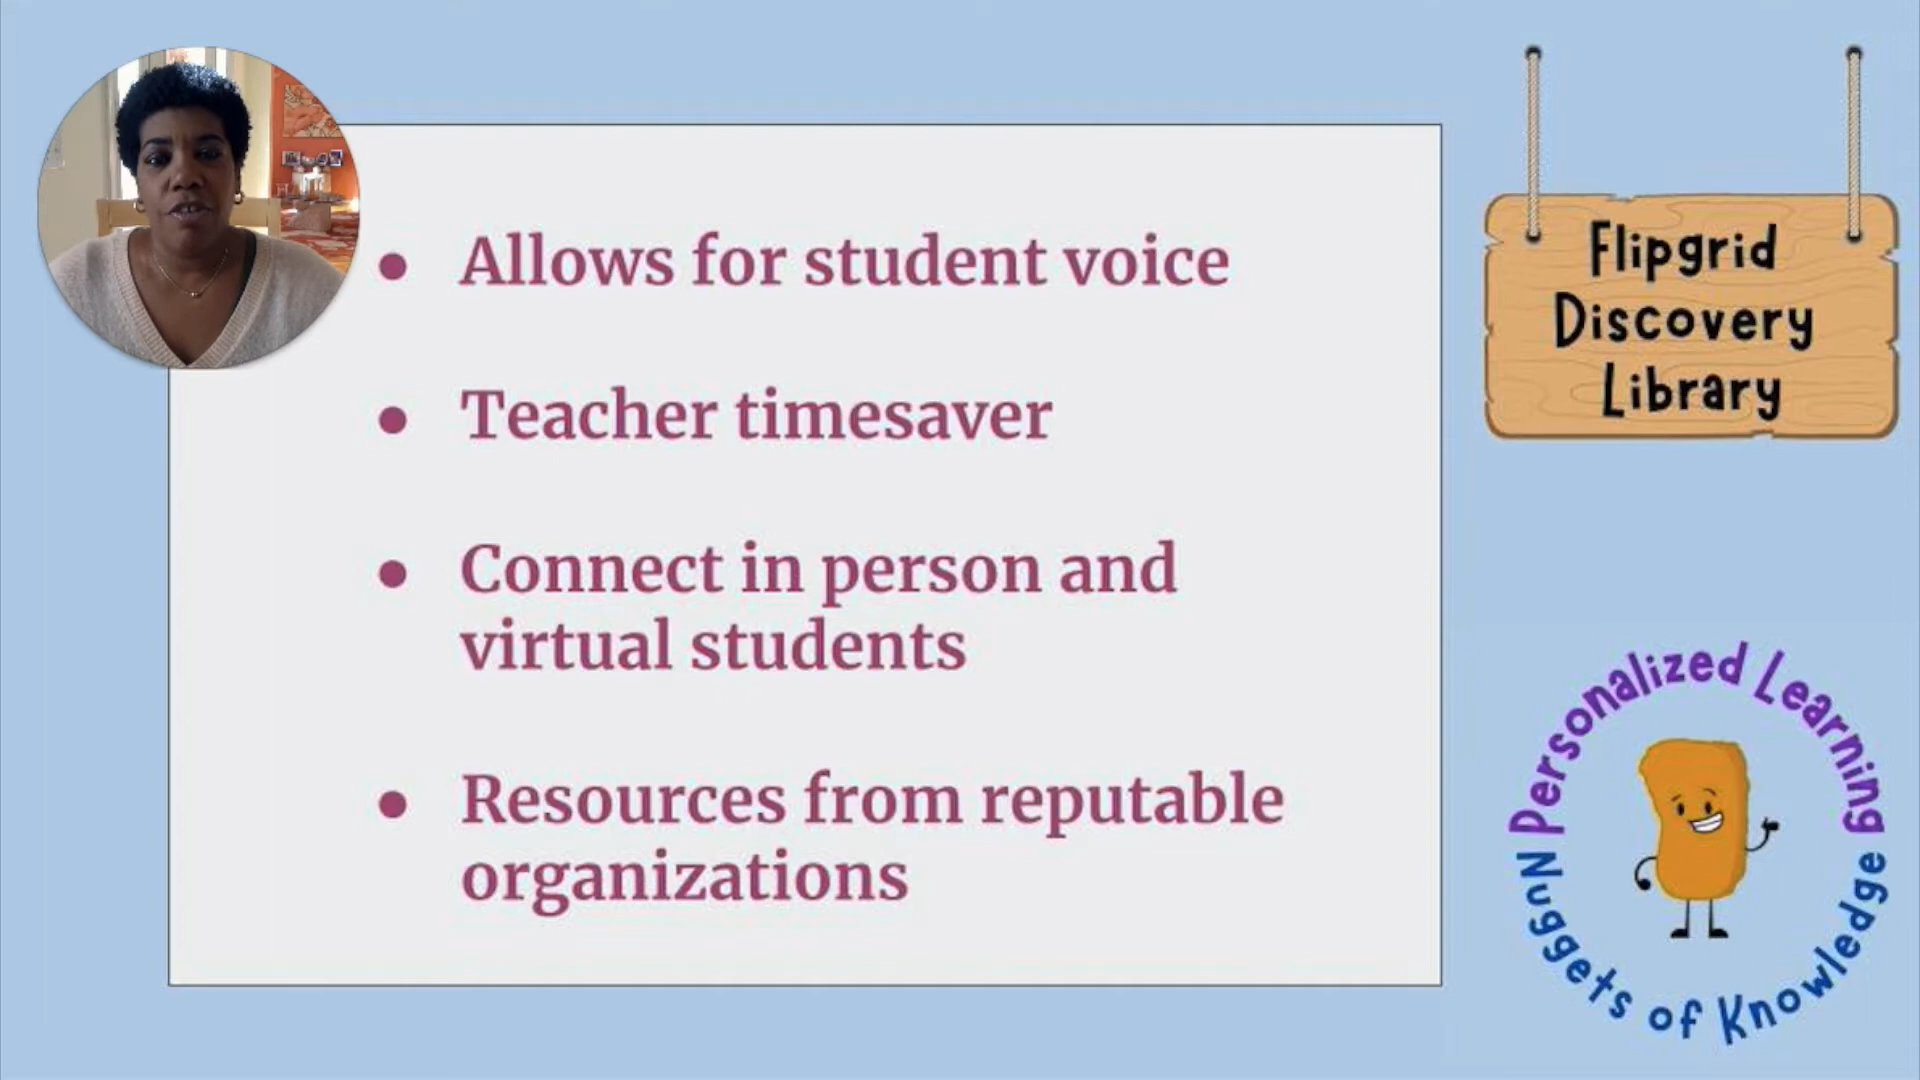 Allows for student voice
Teacher timesaver
Connect in person and
virtual students
Resources from reputable
organizations
Flipgrid
Discovery
Library
Personalized Learning
Nuggets of Knowledge